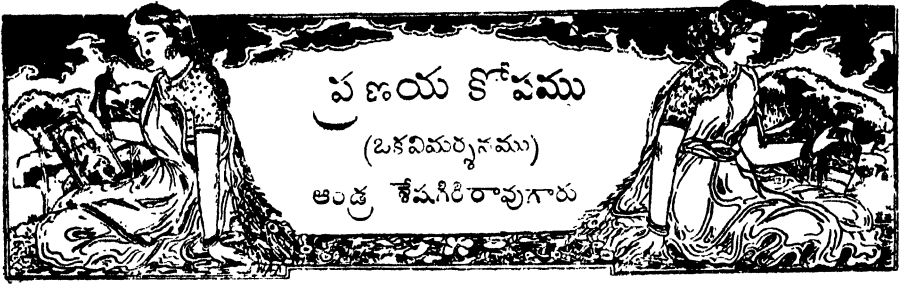 ప్రణయ కోపము
(ఒకవిమర్శనము)
ఆండ్ర శేషగిరిరావుగారు